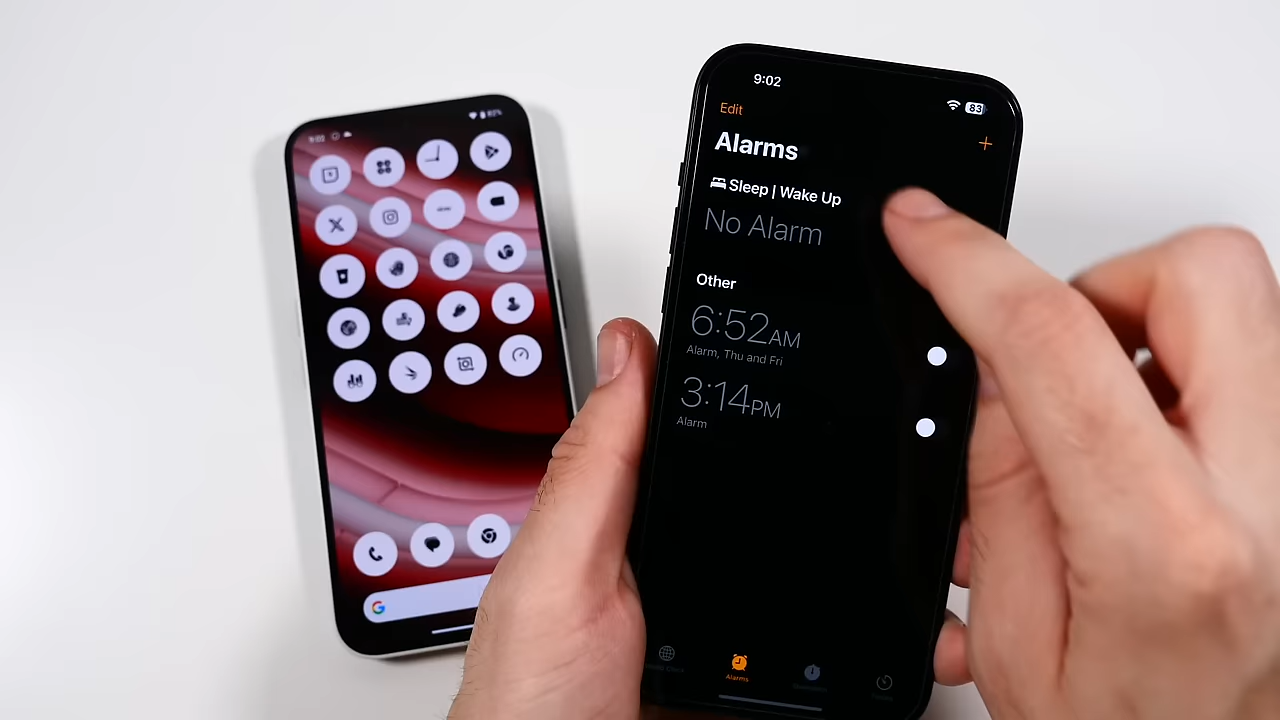 9:02
83
Edit
Alarms
Sleep | Wake Up
No Alarm
Other
6:52AM
Alarm, Thu and Fri
3:14PM
Alarm
Alarms
82%
G